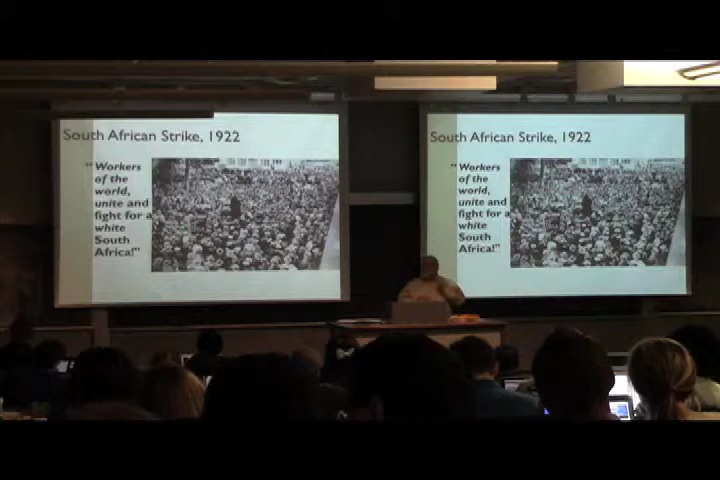 South African Strike, 1922
" Workers
of the
world,
unite and
fight for a
white
South
Africa!"
South African Strike, 1922
" Workers
of the
world,
unite and
fight for a
white
South
Africa!"